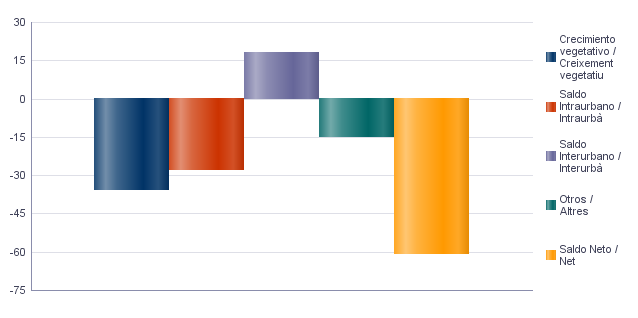 30
15
0
-15
-30
-45
-60
-75
Crecimiento
vegetativo /
Creixement
vegetatiu
Saldo
Intraurbano /
Intraurbà
Saldo
Interurbano /
Interurbà
Otros /
Altres
Saldo Neto /
Net